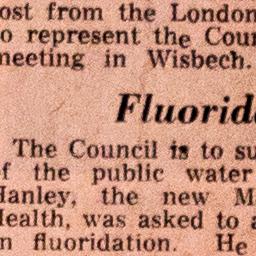 ost from the London
o represent the Cour
neeting in Wisbech.
Fluorid
The Council is to su
f the public water
Hanley, the new M
Health, was asked to a
n fluoridation. He